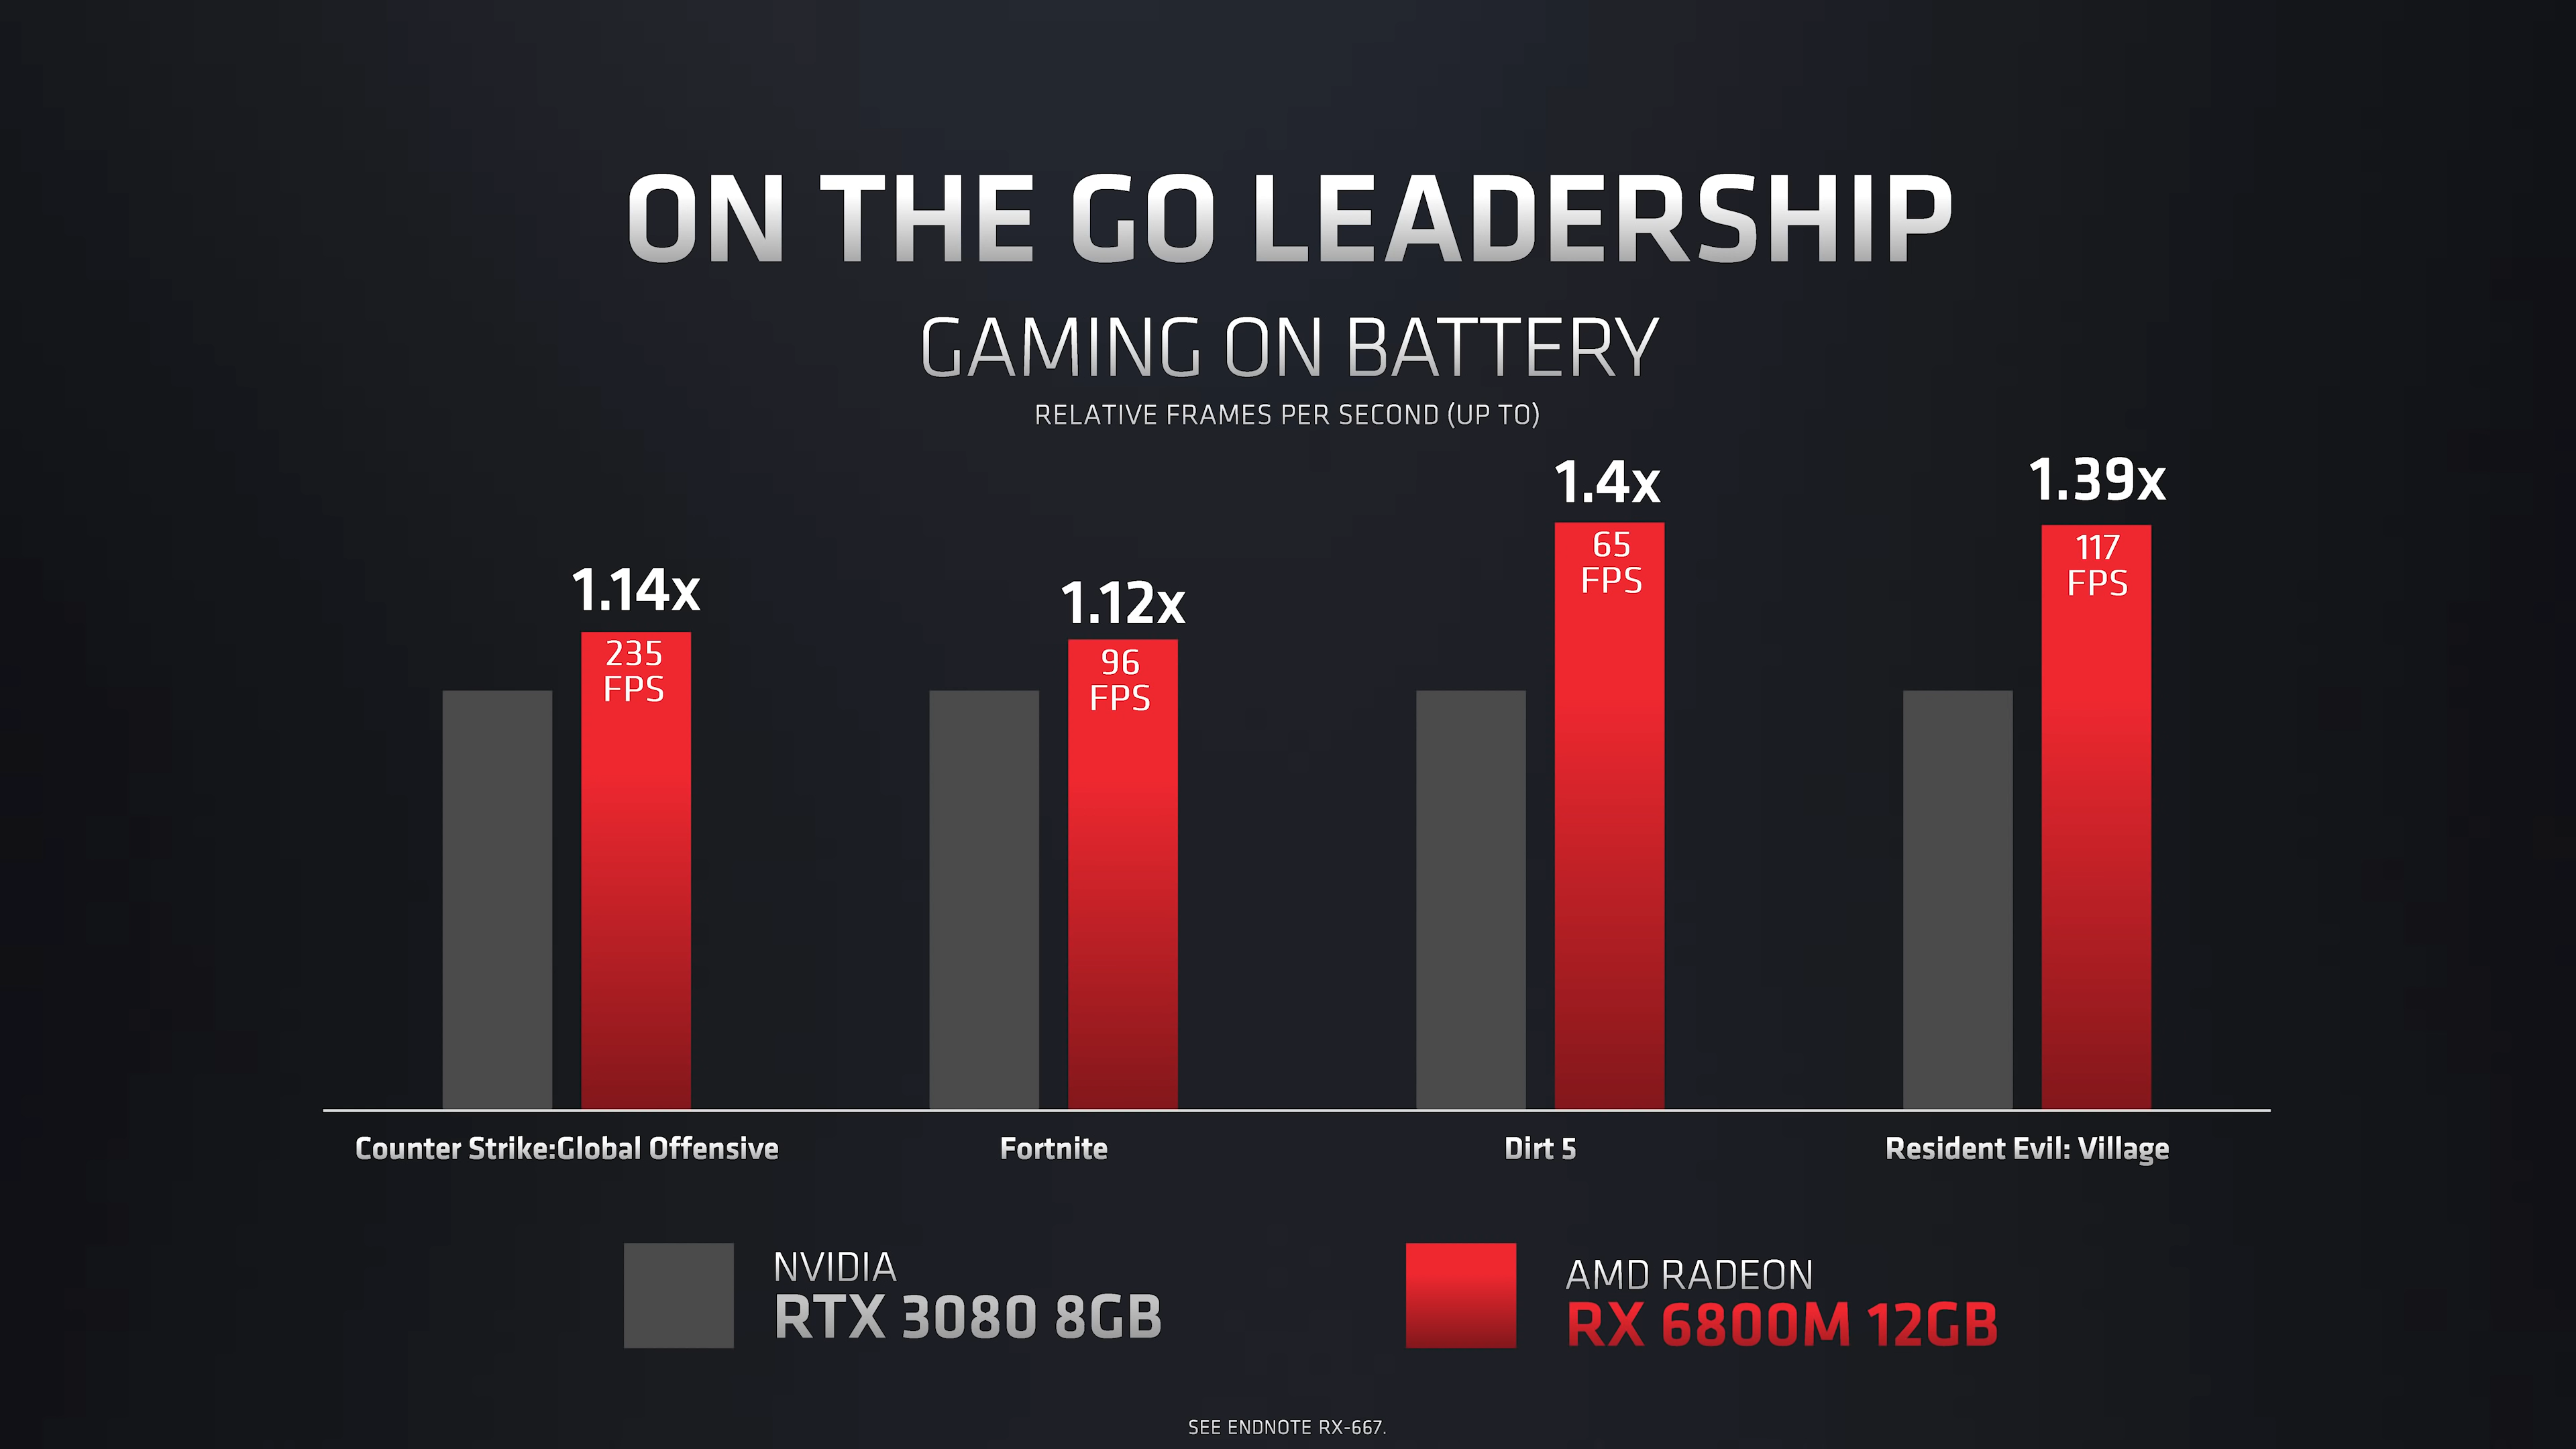 ON THE GO LEADERSHIP
GAMING ON BATTERY
RELATIVE FRAMES PER SECOND (UP TO)
1.14x
235
FPS
1.12x
96
FPS
1.4x
65
FPS
1.39x
117
FPS
Counter Strike:Global Offensive
Fortnite
Dirt 5
Resident Evil: Village
NVIDIA
RTX 3080 8GB
AMD RADEON
RX 6800M 12GB
SEE ENDNOTE RX-667.